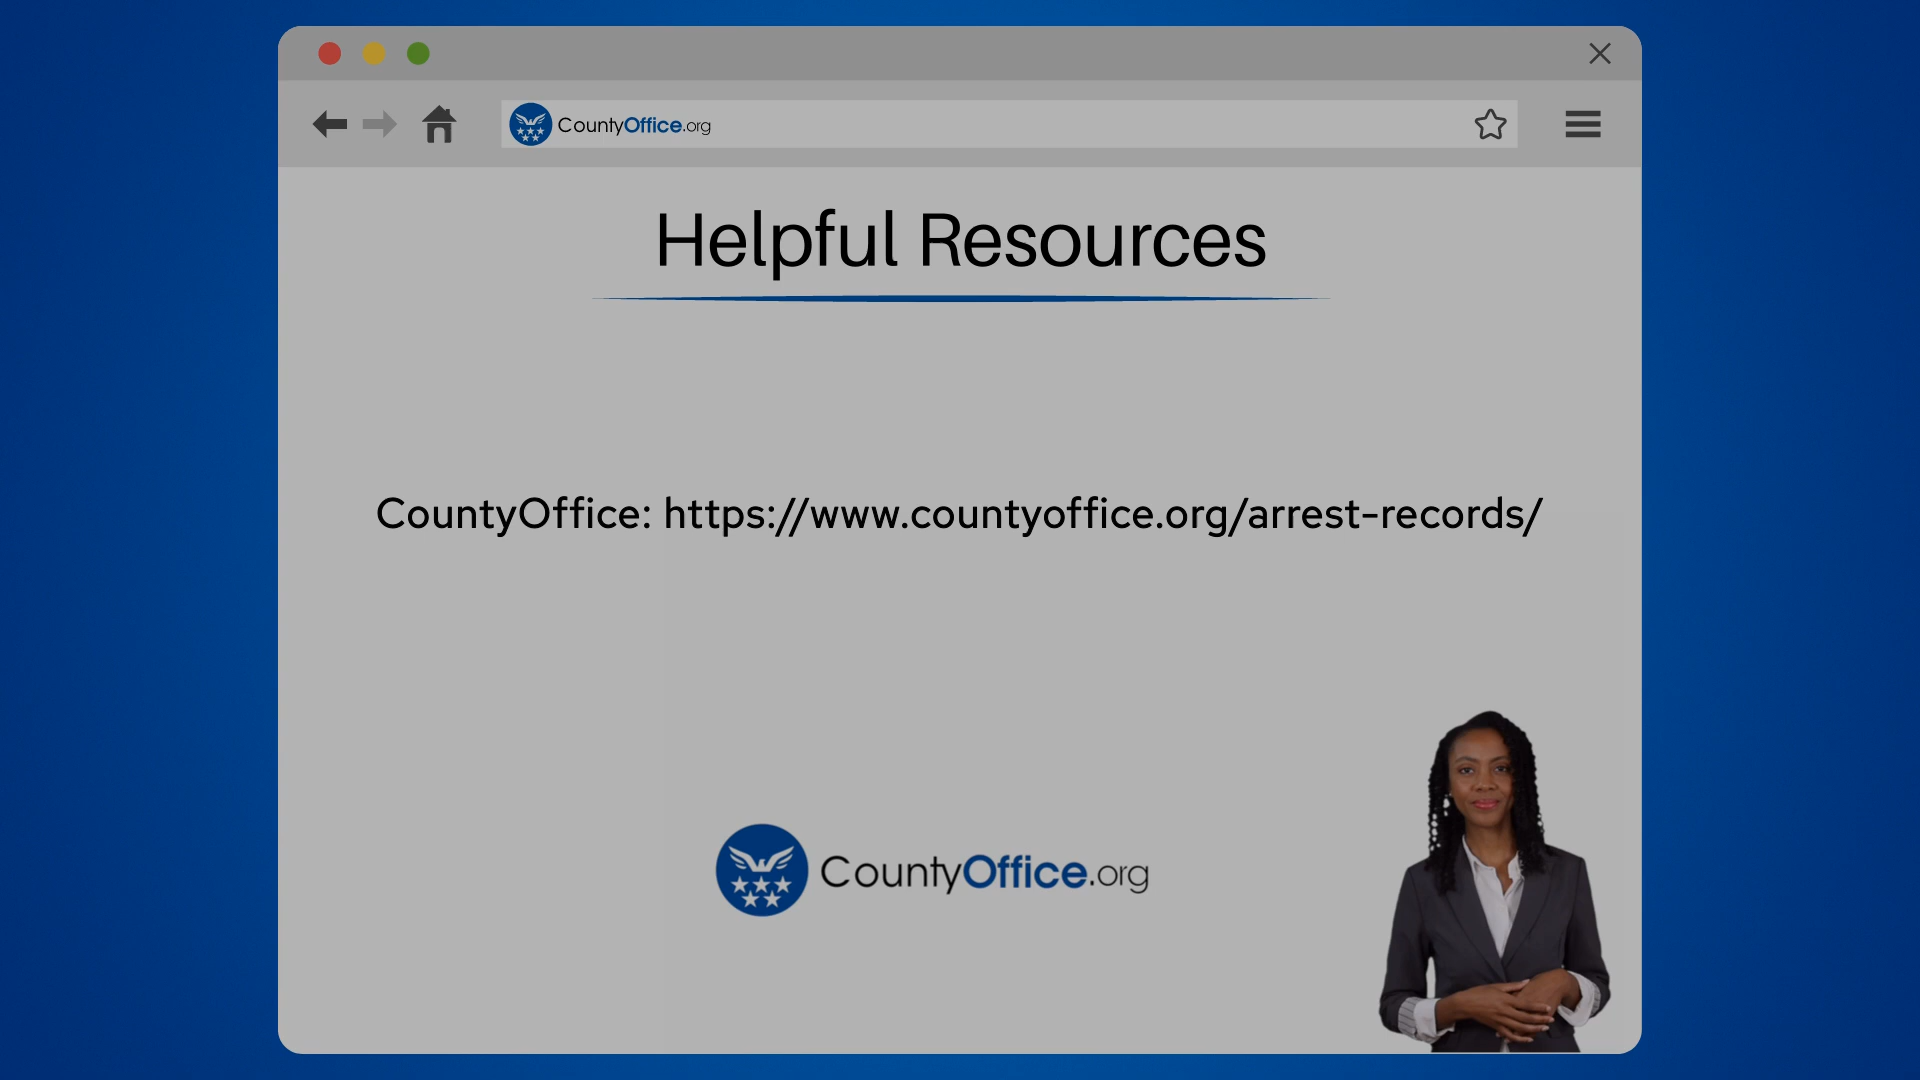 CountyOffice.org
Helpful Resources
CountyOffice: https://www.countyoffice.org/arrest-records/
CountyOffice.org